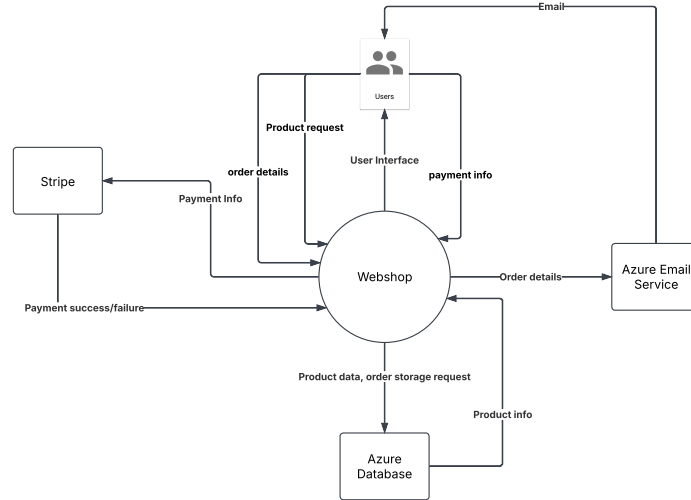 Email
Users
Product request
User Interface
order details
payment info
Stripe
Payment Info
Webshop
Order details
Azure Email
Service
Payment success/failure
Product data, order storage request
Product info
Azure
Database